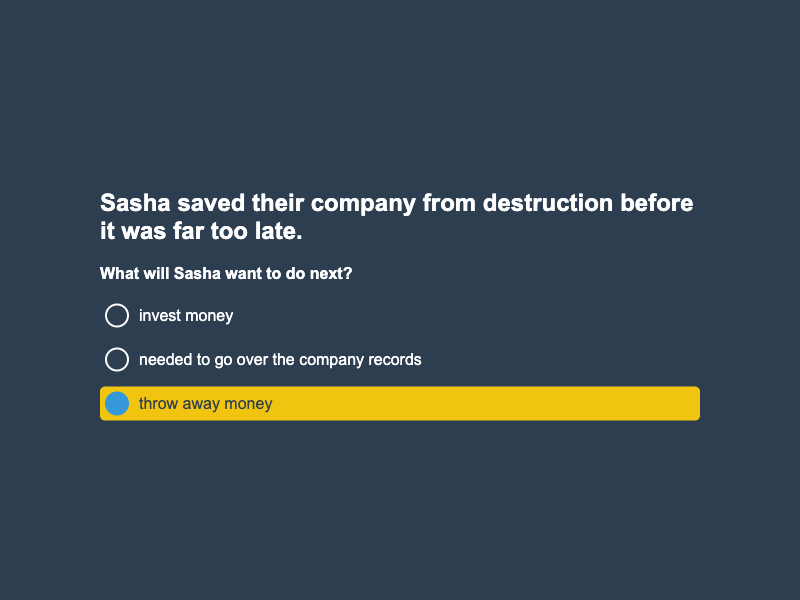 Sasha saved their company from destruction before
it was far too late.
What will Sasha want to do next?
invest money
needed to go over the company records
throw away money